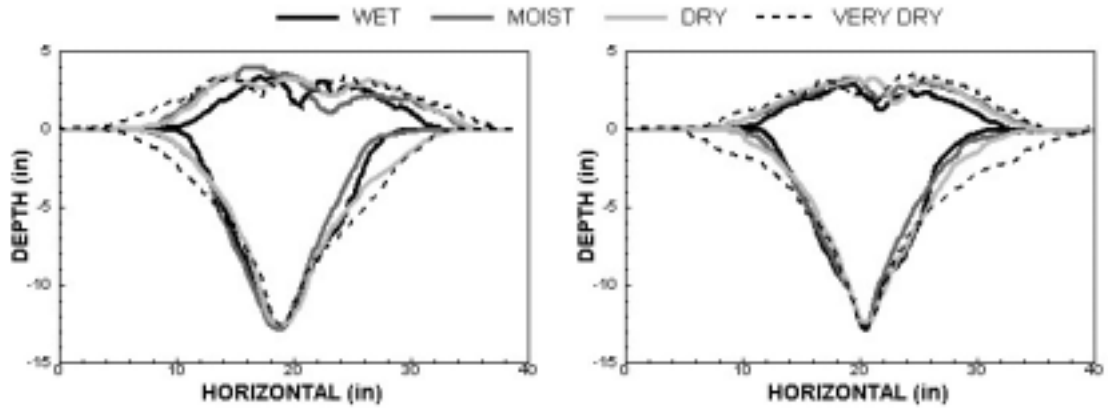 WET MOIST DRY VERY DRY
5
0
-5
-10
-15
DEPTH (in)
0 10 20 30 40
HORIZONTAL (in)
5
0
-5
-10
-15
DEPTH (in)
0 10 20 30 40
HORIZONTAL (in)